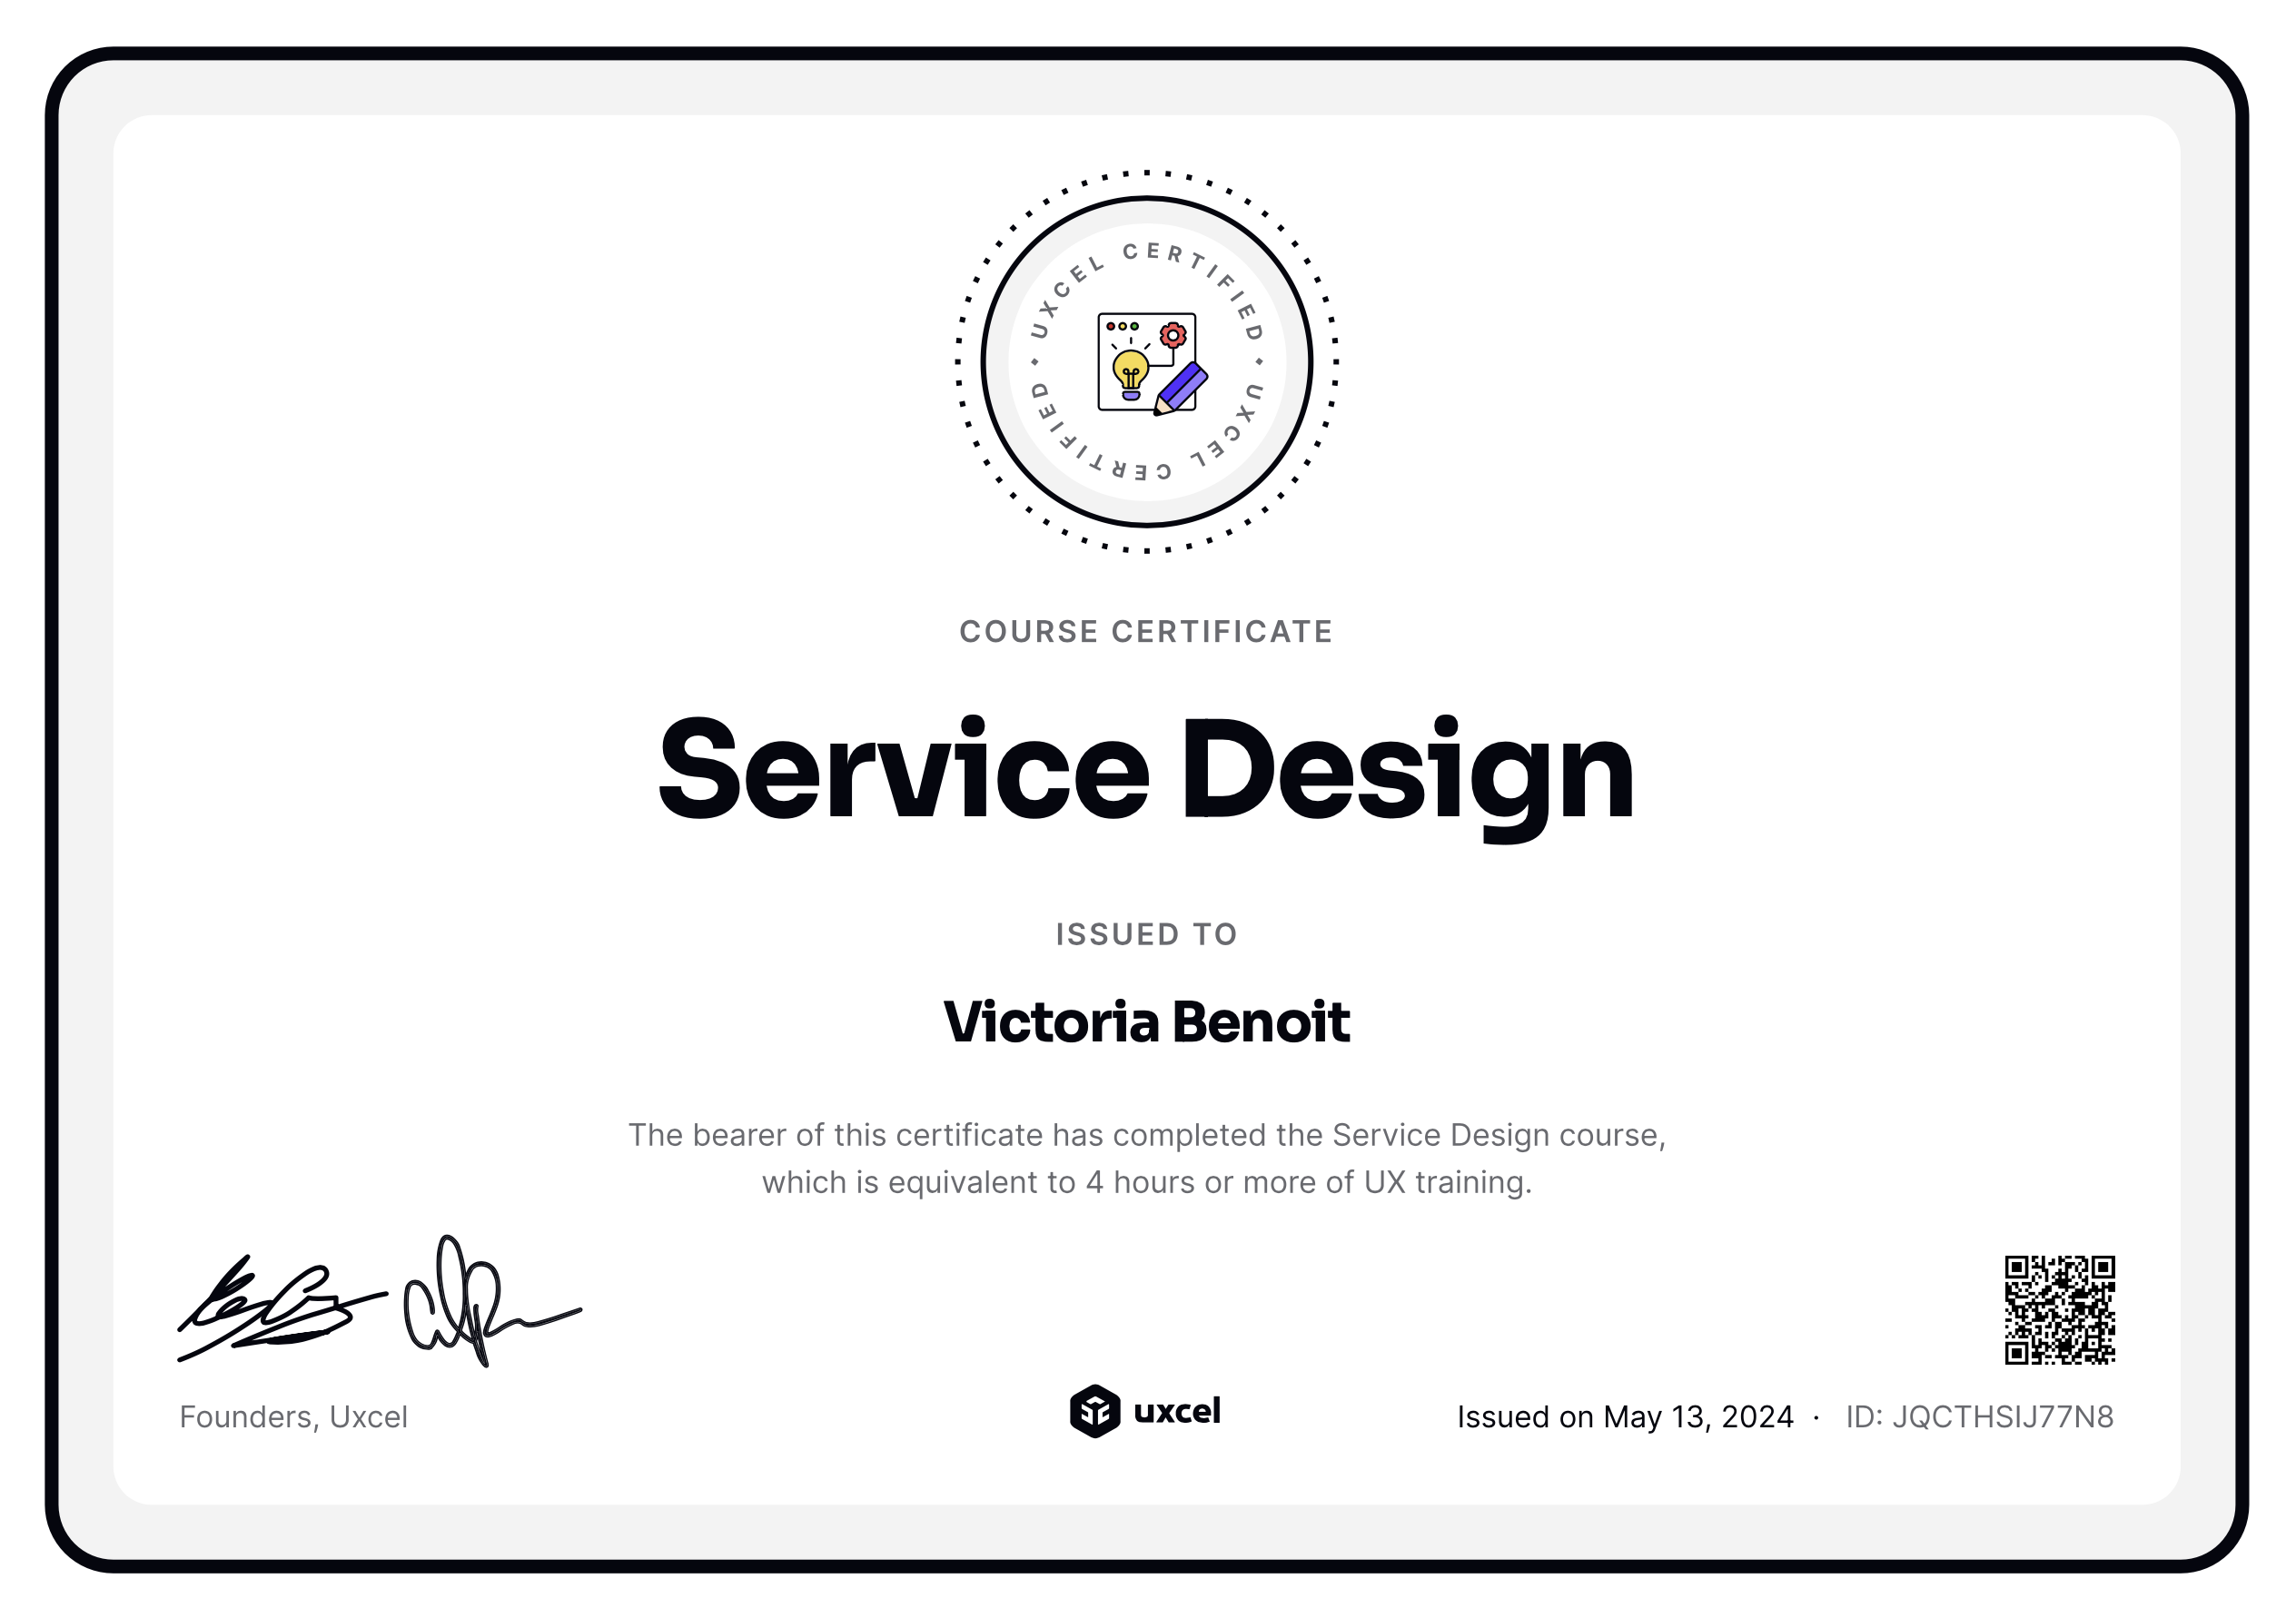 UXCEL CERTIFIED • UXCEL CERTIFIED •
COURSE CERTIFICATE
Service Design
ISSUED TO
Victoria Benoit
The bearer of this certificate has completed the Service Design course,
which is equivalent to 4 hours or more of UX training.
Founders, Uxcel
uxcel
Issued on May 13, 2024 · ID: JQCTHSIJ77N8